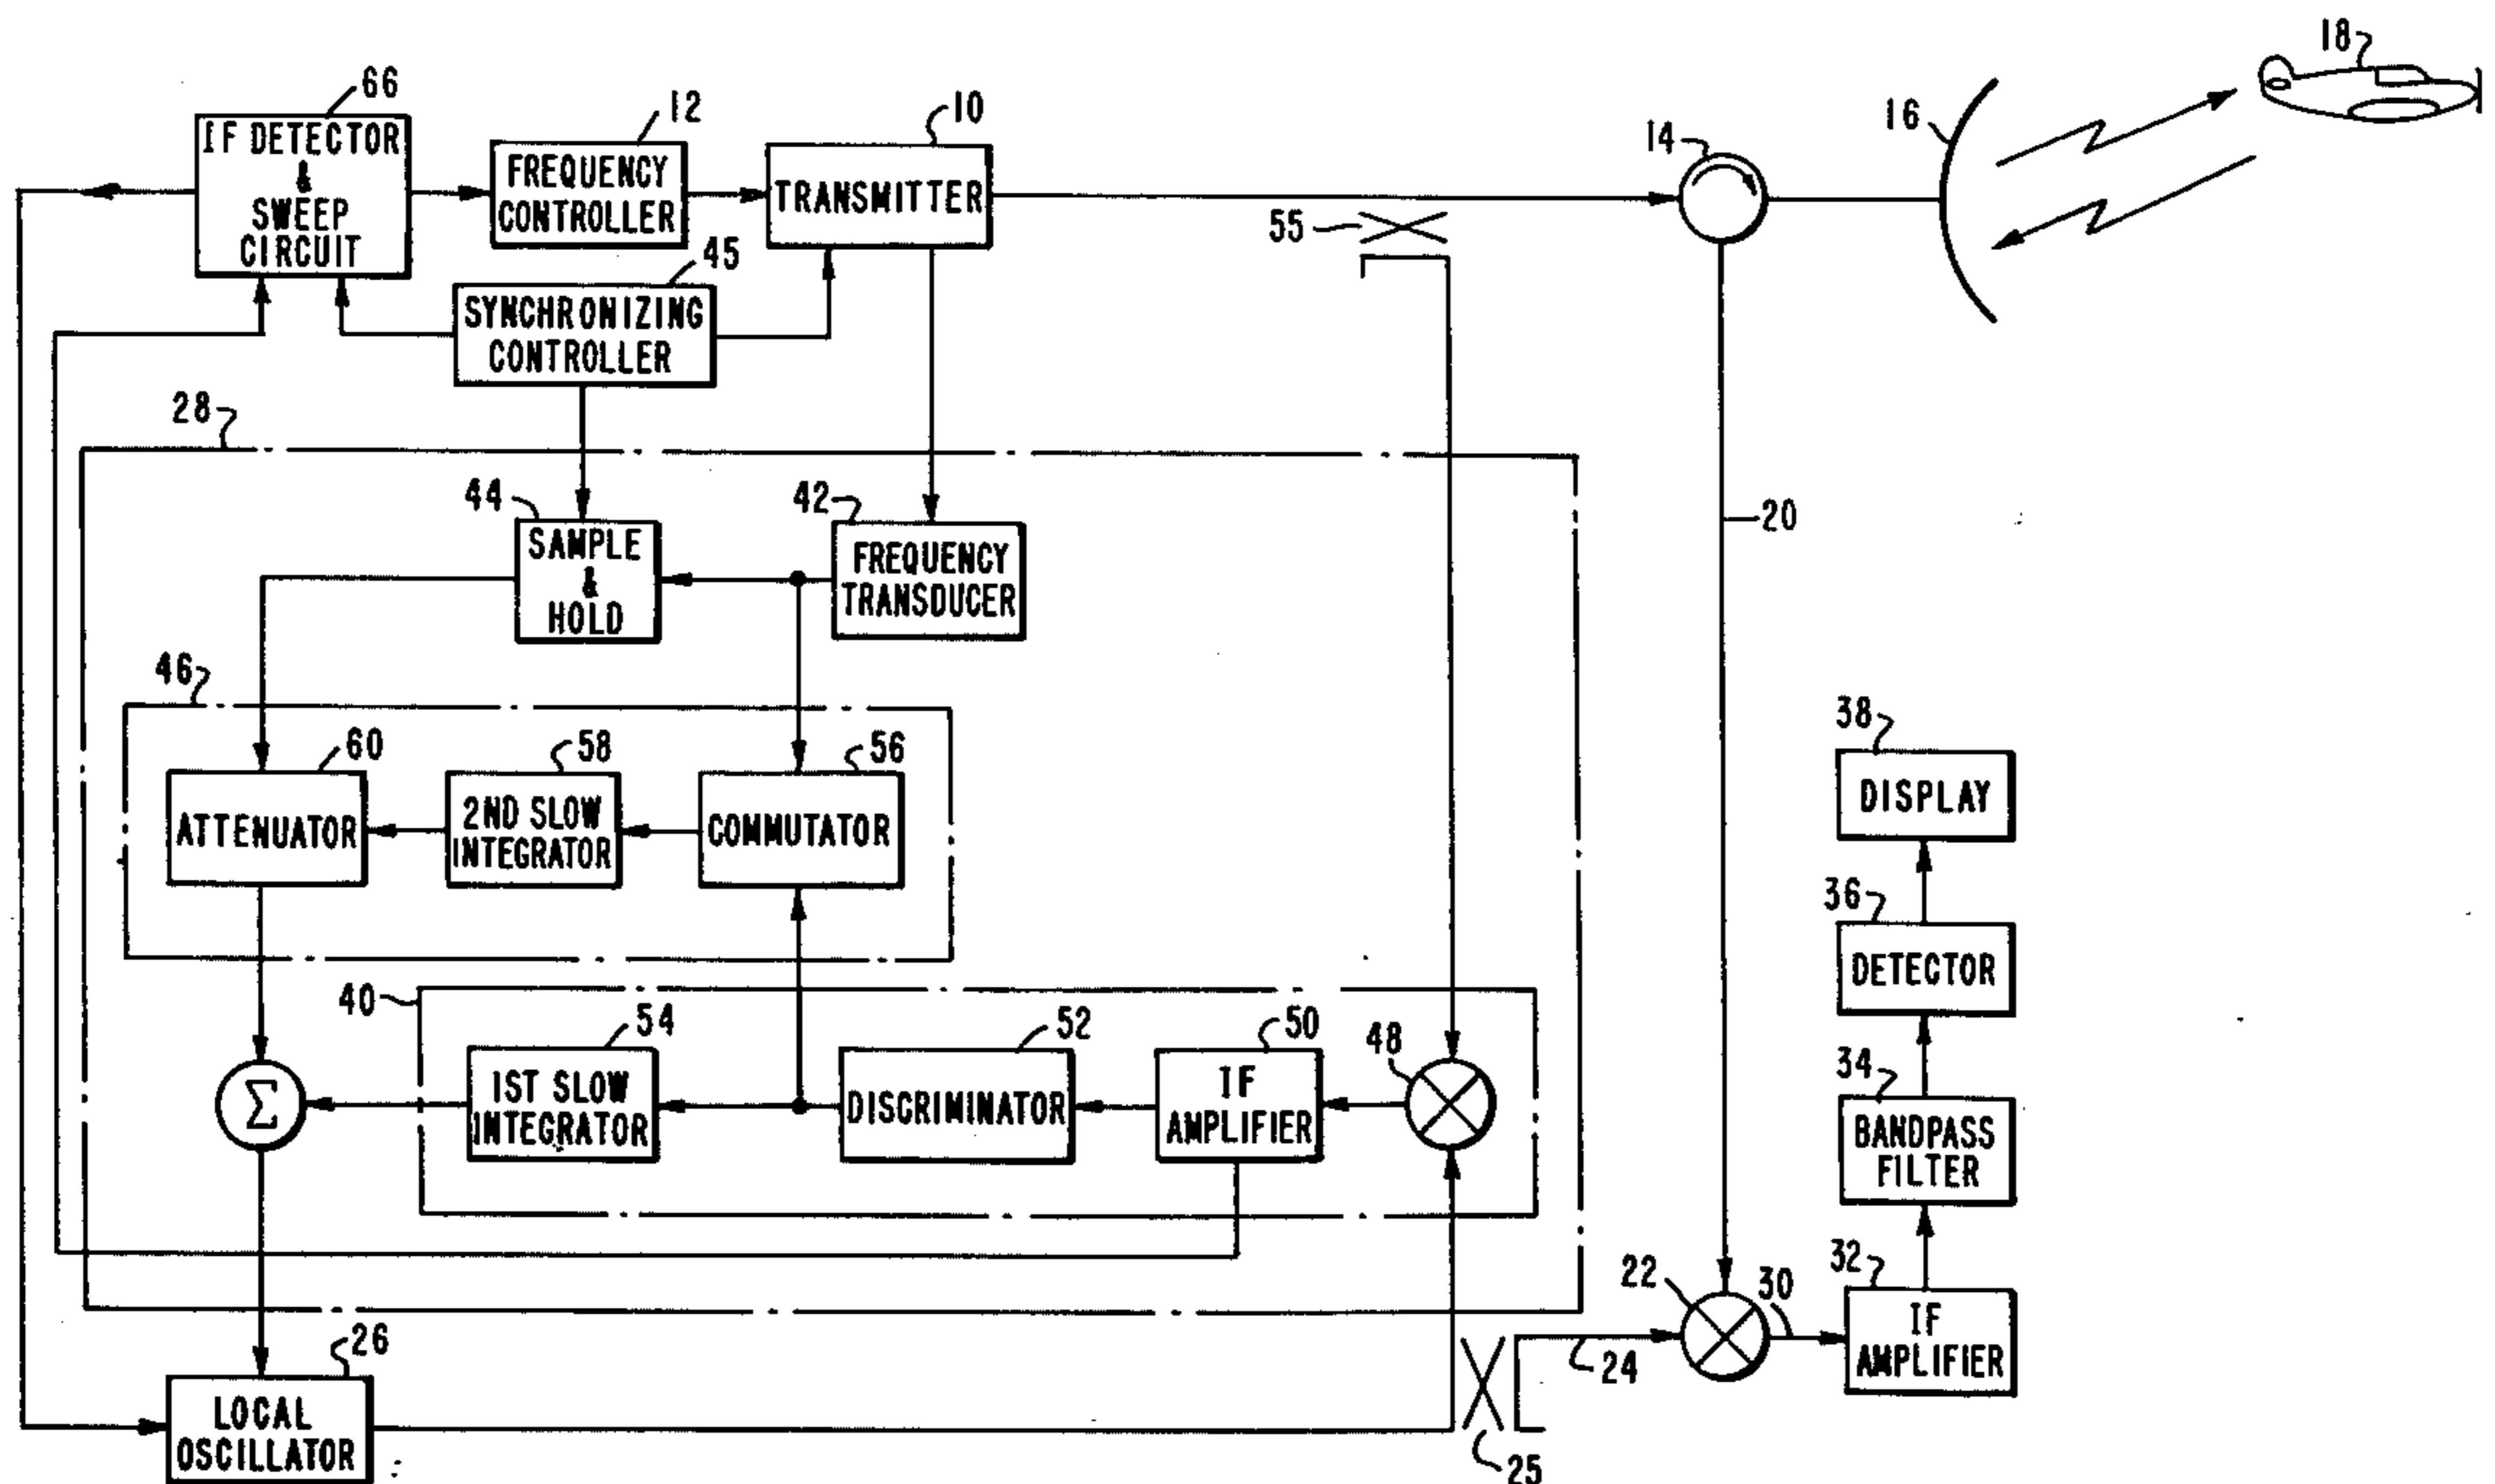 18
66
12
10
14
16
IF DETECTOR
&
SWEEP
CIRCUIT
FREQUENCY
CONTROLLER
TRANSMITTER
55
45
SYNCHRONIZING
CONTROLLER
28
44
42
20
SAMPLE
&
HOLD
FREQUENCY
TRANSDUCER
46
60
58
56
38
ATTENUATOR
2ND SLOW
INTEGRATOR
COMMUTATOR
DISPLAY
36
DETECTOR
40
54
52
50
48
34
Σ
1ST SLOW
INTEGRATOR
DISCRIMINATOR
IF
AMPLIFIER
BANDPASS
FILTER
22
30
32
26
24
IF
AMPLIFIER
LOCAL
OSCILLATOR
25